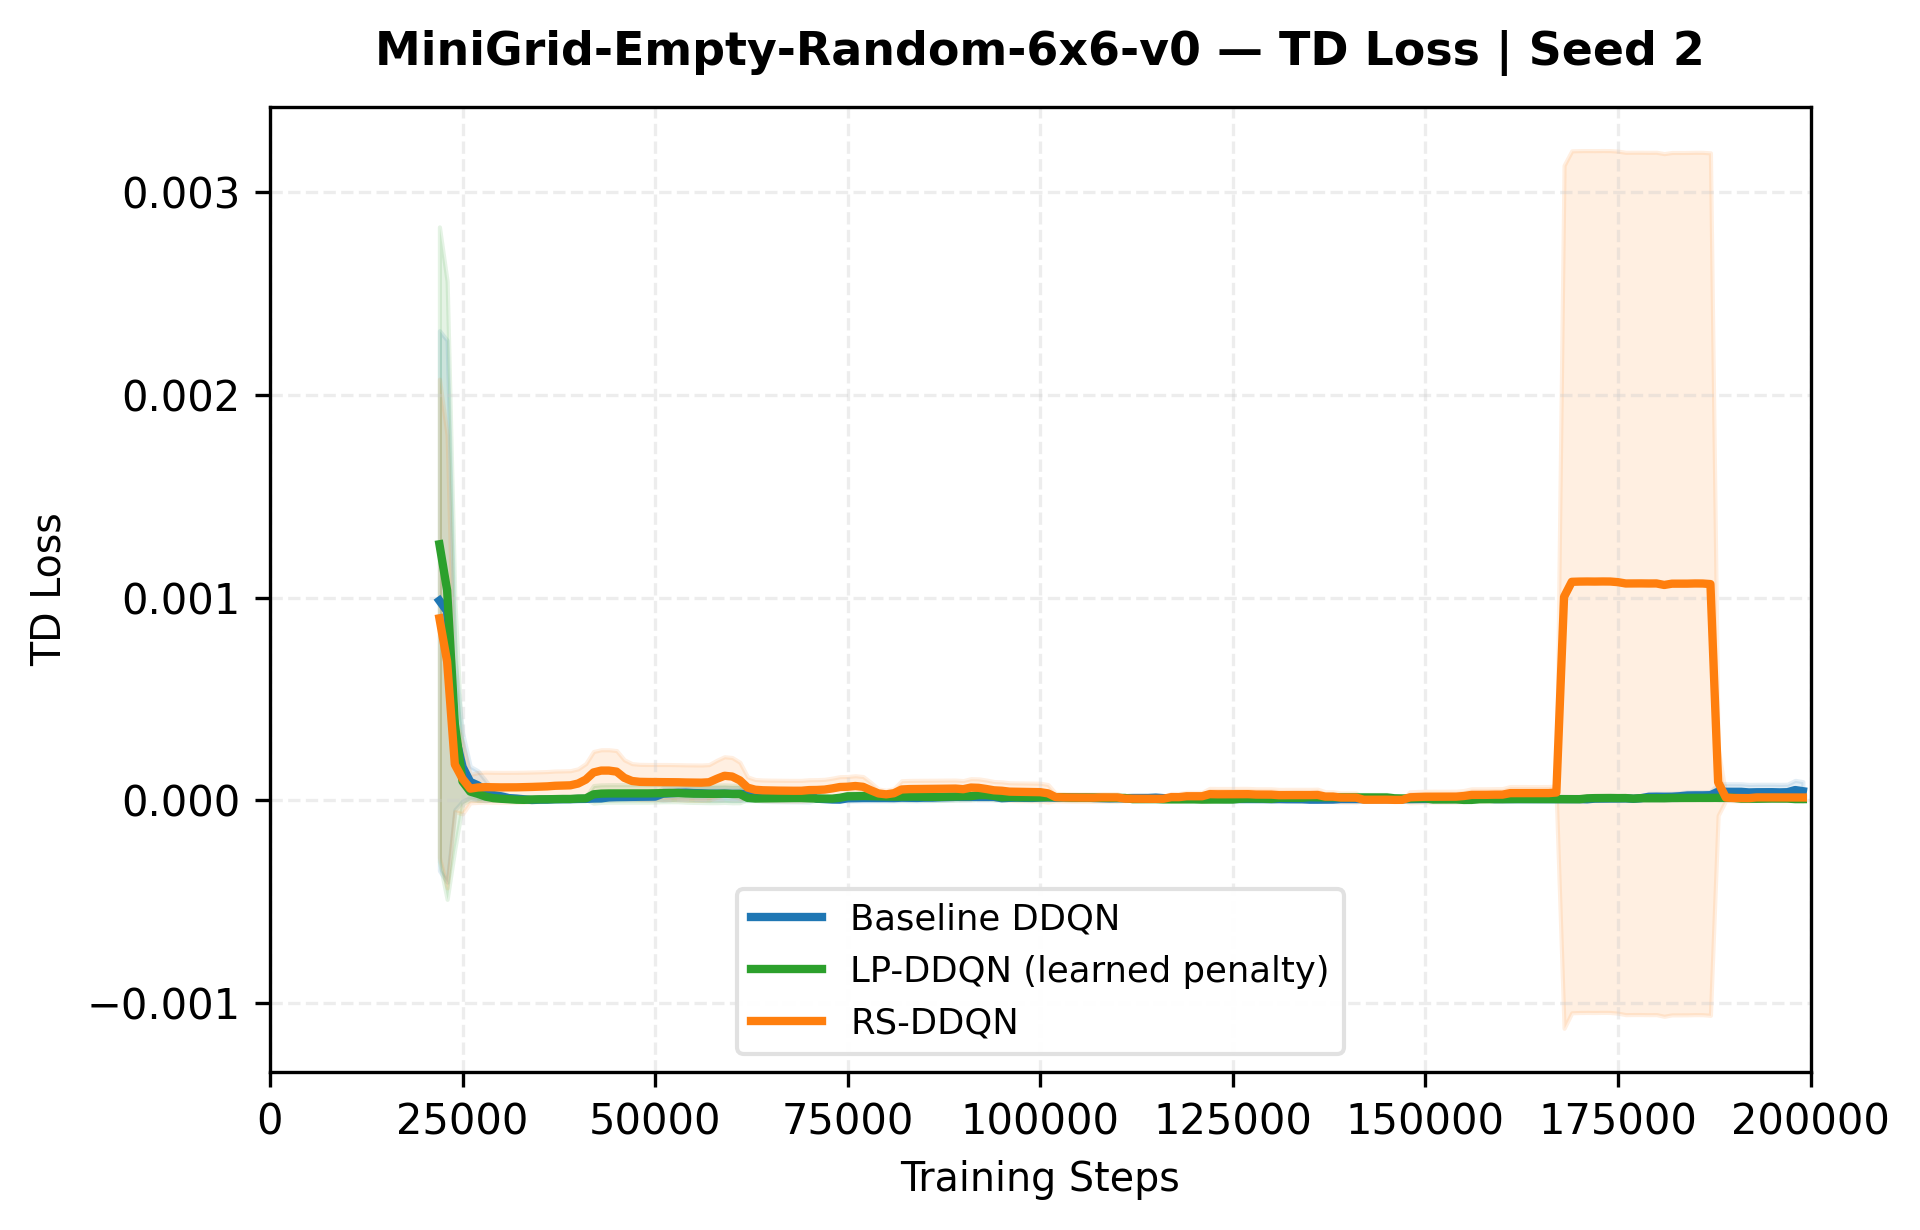 MiniGrid-Empty-Random-6x6-v0 — TD Loss | Seed 2
TD Loss
0.003
0.002
0.001
0.000
−0.001
Baseline DDQN
LP-DDQN (learned penalty)
RS-DDQN
0 25000 50000 75000 100000 125000 150000 175000 200000
Training Steps